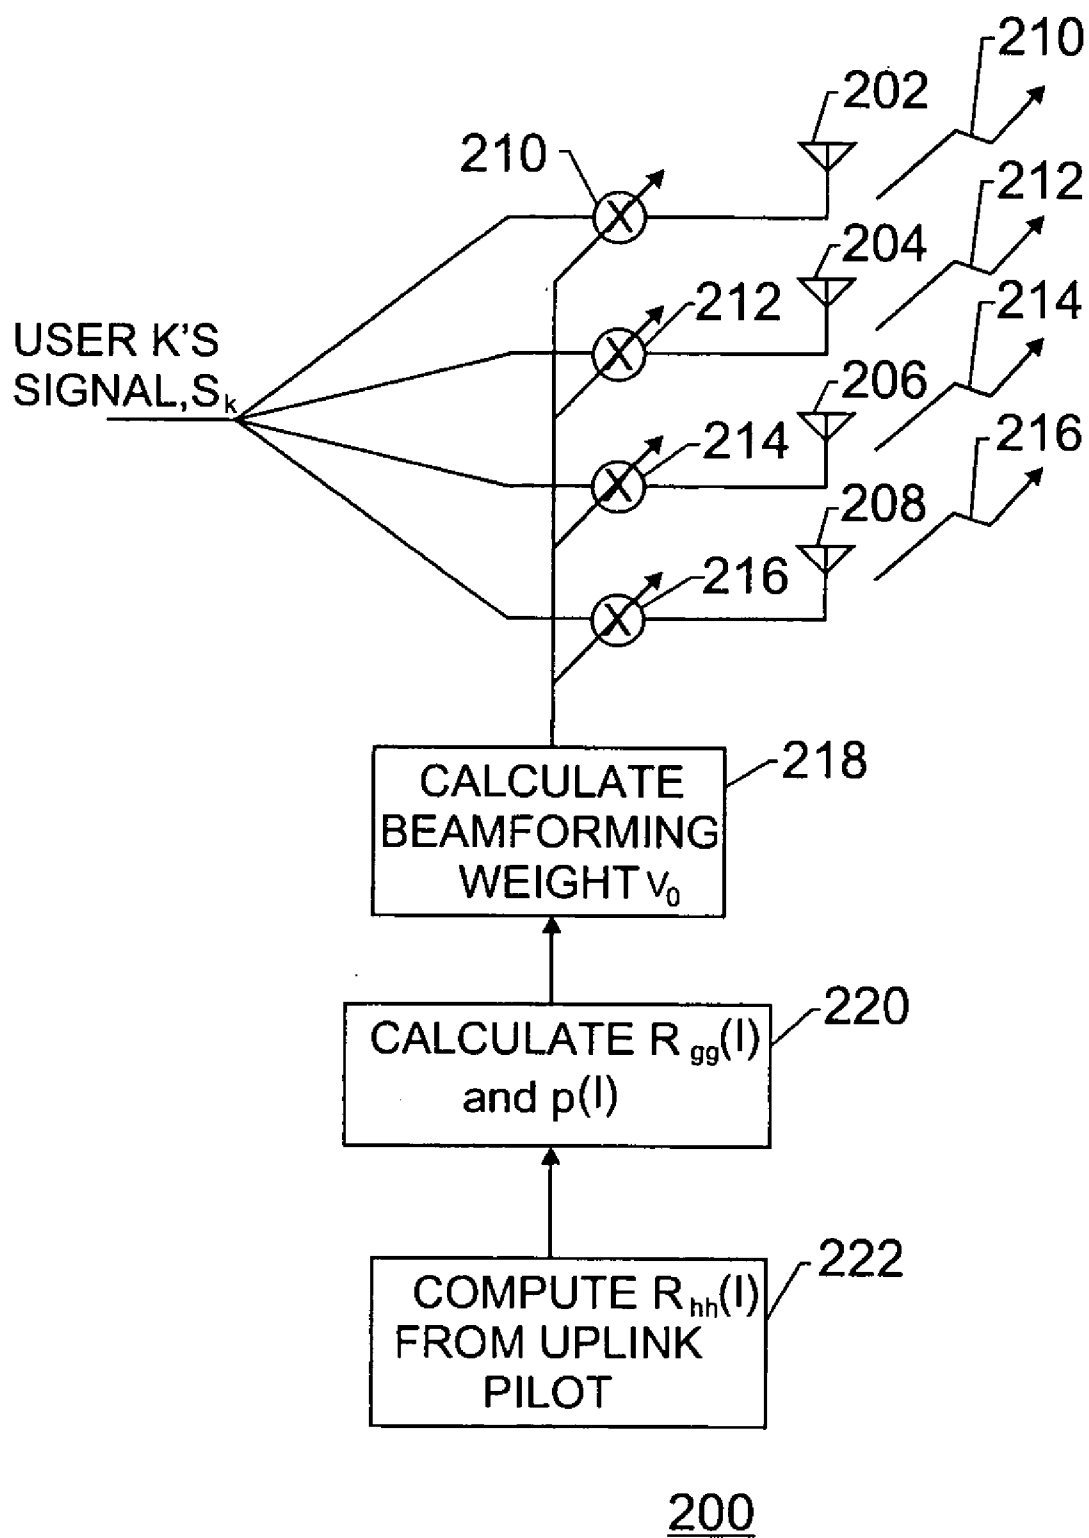 210
202
210
212
204
212
USER K'S
SIGNAL,Sk
214
206
214
216
208
216
X
X
X
X
CALCULATE
BEAMFORMING
WEIGHT V0
218
CALCULATE Rgg(l)
and p(l)
220
COMPUTE Rhh(l)
FROM UPLINK
PILOT
222
200